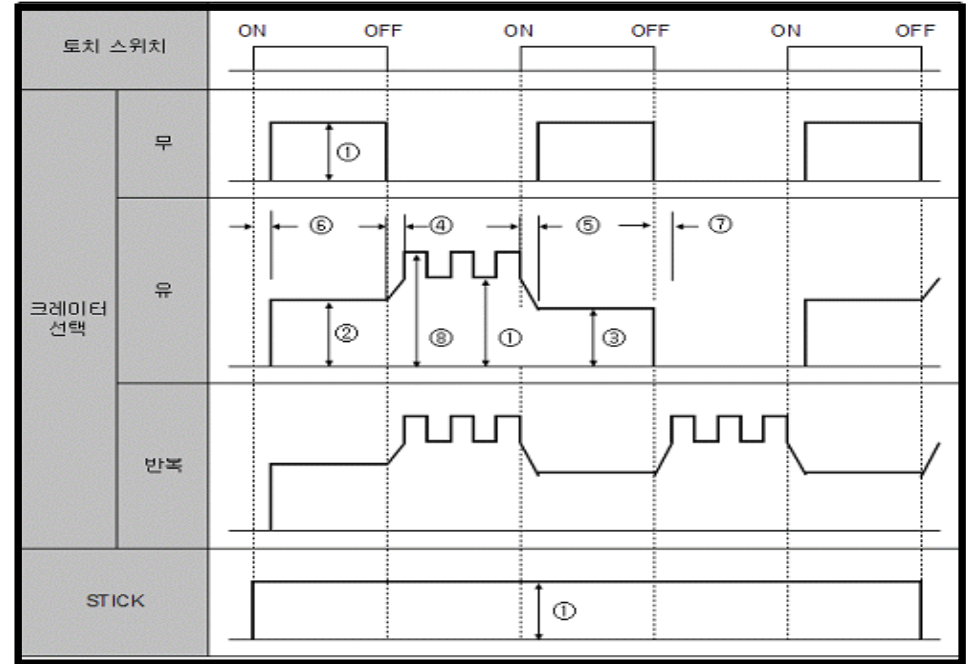 토치 스위치
ON OFF ON OFF ON OFF
크레이터
선택
무
①
유
⑥ ④ ⑤ ⑦
② ⑧ ① ③
반복
STICK
①